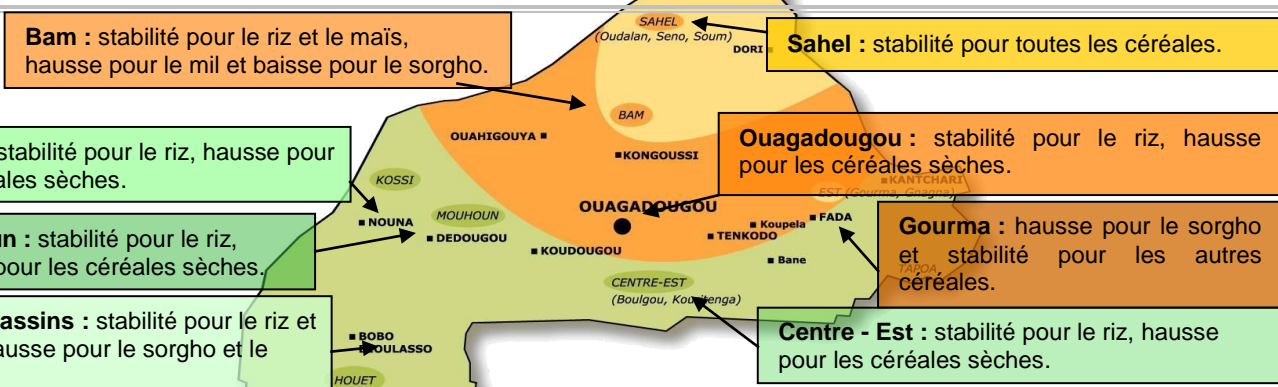 SAHEL
(Oudalan, Seno, Soum)
DORI
Bam : stabilité pour le riz et le maïs,
hausse pour le mil et baisse pour le sorgho.
Sahel : stabilité pour toutes les céréales.
BAM
OUAHIGOUYA
KONGOUSSI
Ouagadougou : stabilité pour le riz, hausse
pour les céréales sèches.
KANTCHARI
EST (Gourma, Gnagna)
stabilité pour le riz, hausse pour
ales sèches.
KOSSI
NOUNA
MOUHOUN
DEDOUGOU
OUAGADOUGOU
KOUDOUGOU
Koupela
TENKODO
FADA
Bane
un : stabilité pour le riz,
pour les céréales sèches.
Gourma : hausse pour le sorgho
et stabilité pour les autres
céréales.
TAPOA
CENTRE-EST
(Boulgou, Kouritenga)
assins : stabilité pour le riz et
ausse pour le sorgho et le
BOBO
DIOULASSO
HOUET
Centre - Est : stabilité pour le riz, hausse
pour les céréales sèches.